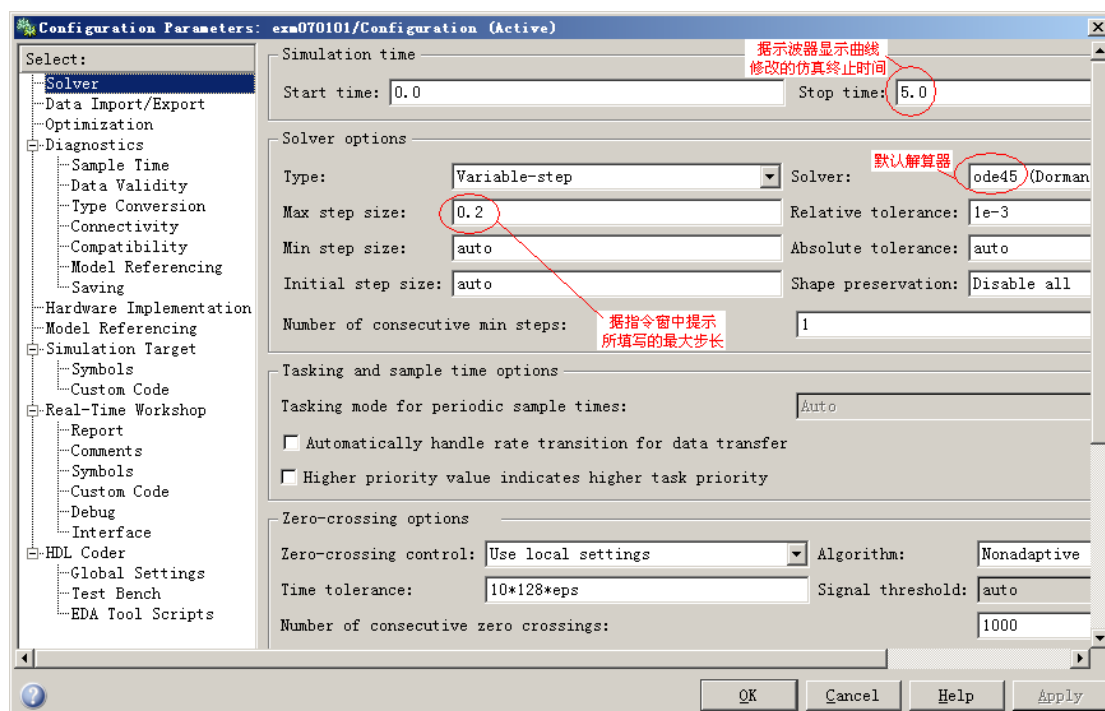 Configuration Parameters: exm070101/Configuration (Active)
Select:
Solver
Data Import/Export
Optimization
Diagnostics
Sample Time
Data Validity
Type Conversion
Connectivity
Compatibility
Model Referencing
Saving
Hardware Implementation
Model Referencing
Simulation Target
Symbols
Custom Code
Real-Time Workshop
Report
Comments
Symbols
Custom Code
Debug
Interface
HDL Coder
Global Settings
Test Bench
EDA Tool Scripts
Simulation time
据示波器显示曲线
修改的仿真终止时间
Start time: 0.0
Stop time: 5.0
Solver options
默认解算器
Type: Variable-step
Solver: ode45 (Dorman
Max step size: 0.2
Relative tolerance: 1e-3
Min step size: auto
Absolute tolerance: auto
Initial step size: auto
Shape preservation: Disable all
Number of consecutive min steps: 1
据指令窗中提示
所填写的最大步长
Tasking and sample time options
Tasking mode for periodic sample times: Auto
Automatically handle rate transition for data transfer
Higher priority value indicates higher task priority
Zero-crossing options
Zero-crossing control: Use local settings
Algorithm: Nonadaptive
Time tolerance: 10*128*eps
Signal threshold: auto
Number of consecutive zero crossings: 1000
OK
Cancel
Help
Apply